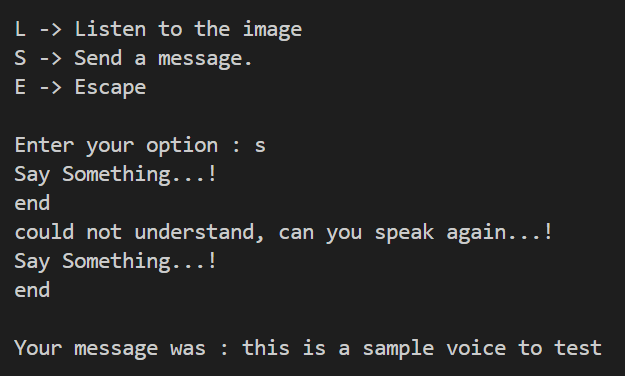 L -> Listen to the image
S -> Send a message.
E -> Escape
Enter your option : s
Say Something...!
end
could not understand, can you speak again...!
Say Something...!
end
Your message was : this is a sample voice to test